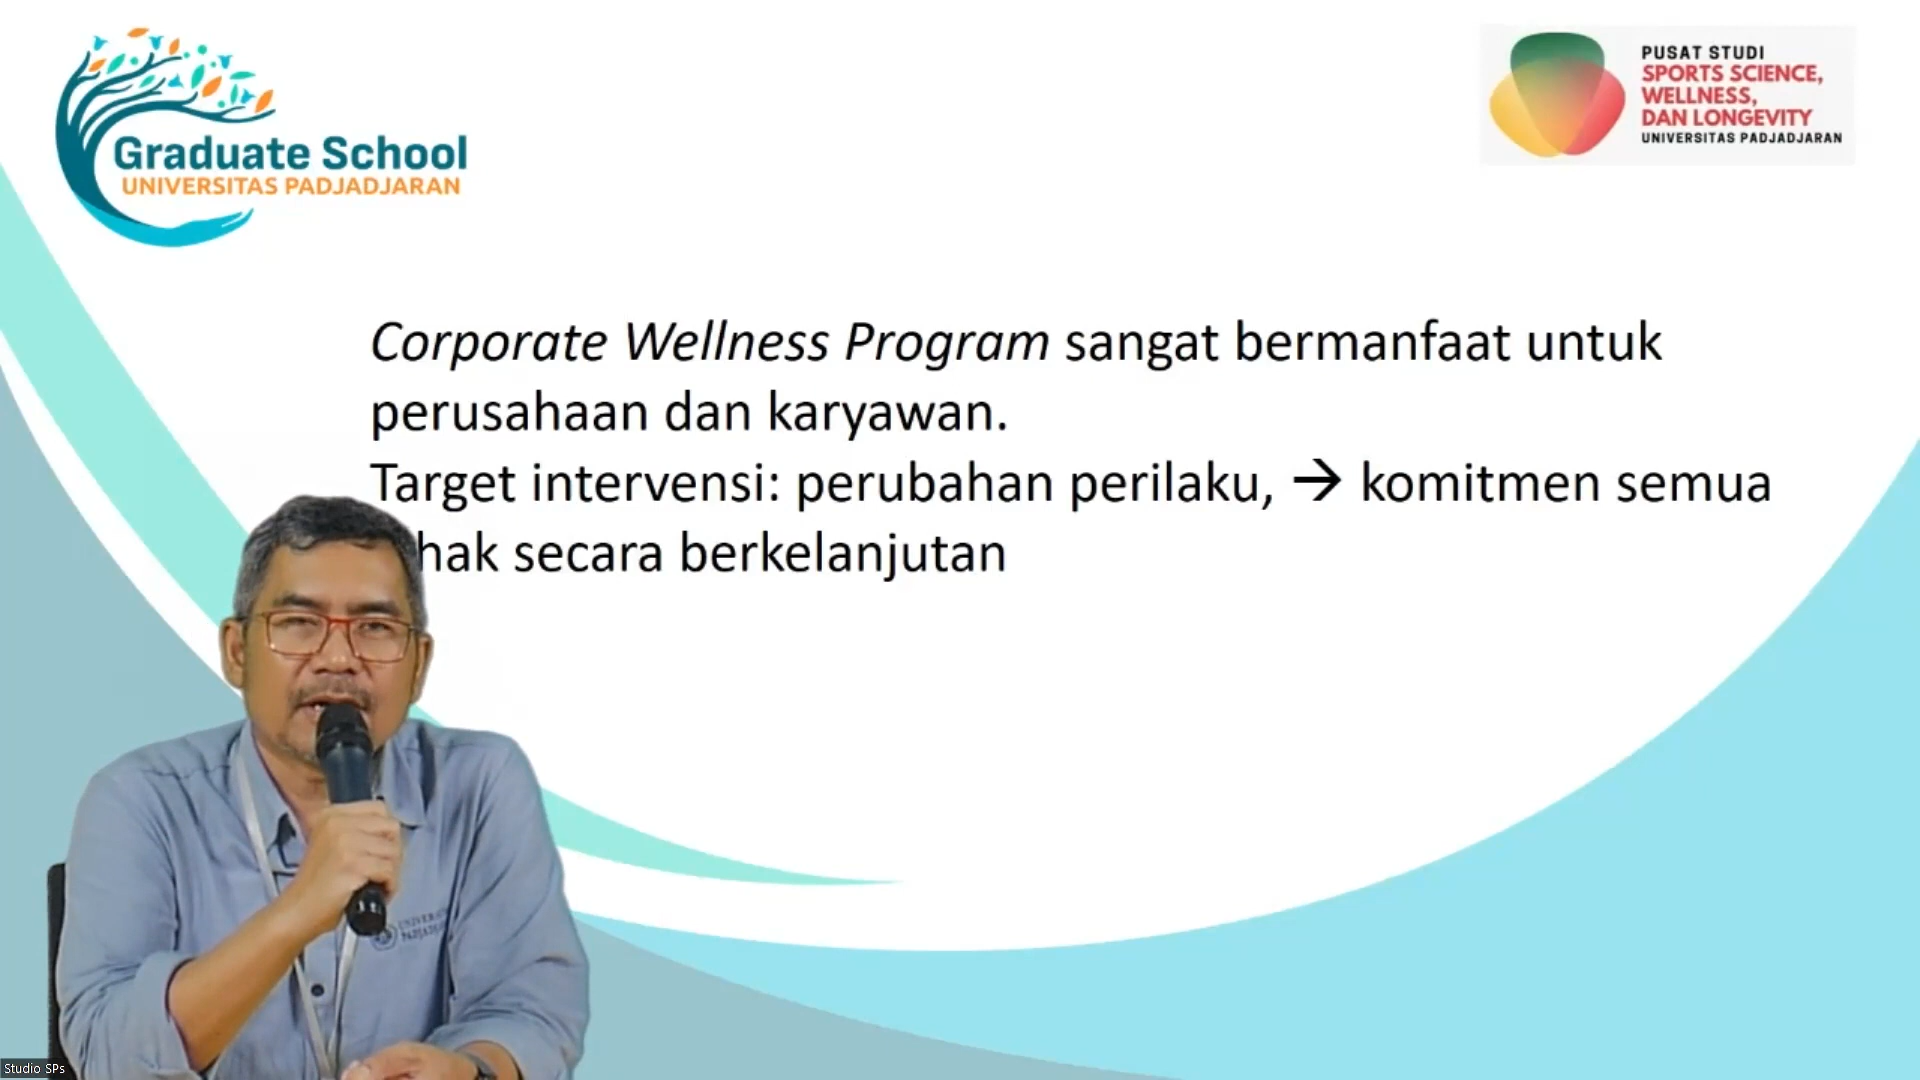 Graduate School
UNIVERSITAS PADJADJARAN
PUSAT STUDI
SPORTS SCIENCE,
WELLNESS,
DAN LONGEVITY
UNIVERSITAS PADJADJARAN
Corporate Wellness Program sangat bermanfaat untuk
perusahaan dan karyawan.
Target intervensi: perubahan perilaku, → komitmen semua
hak secara berkelanjutan
Studio SPs